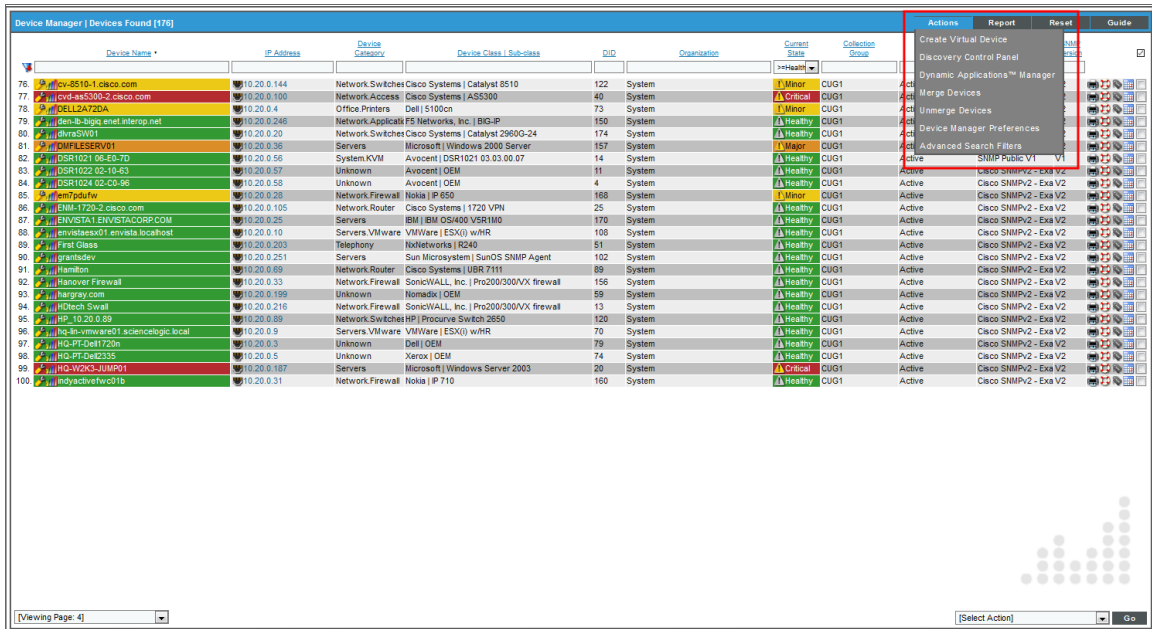 Device Manager | Devices Found [176] Actions Report Reset Guide
Device Name IP Address Device Category Device Class | Sub-class DID Organization Current State Collection Group
>=Health
Create Virtual Device
Discovery Control Panel
Dynamic Applications™ Manager
Merge Devices
Unmerge Devices
Device Manager Preferences
Advanced Search Filters
76. cv-8510-1.cisco.com 10.20.0.144 Network.Switches Cisco Systems | Catalyst 8510 122 System Minor CUG1
77. cvd-as5300-2.cisco.com 10.20.0.100 Network.Access Cisco Systems | AS5300 40 System Critical CUG1
78. DELL2A72DA 10.20.0.4 Office.Printers Dell | 5100cn 73 System Minor CUG1
79. den-lb-bigiq.enet.interop.net 10.20.0.246 Network.Applicatic F5 Networks, Inc. | BIG-IP 150 System Healthy CUG1
80. dlvraSW01 10.20.0.20 Network.Switches Cisco Systems | Catalyst 2960G-24 174 System Healthy CUG1
81. DMFILESERV01 10.20.0.36 Servers Microsoft | Windows 2000 Server 157 System Major CUG1
82. DSR1021 06-E0-7D 10.20.0.56 System.KVM Avocent | DSR1021 03.03.00.07 14 System Healthy CUG1 Active SNMP Public V1 V1
83. DSR1022 02-10-63 10.20.0.57 Unknown Avocent | OEM 11 System Healthy CUG1 Active Cisco SNMPv2 - Exa V2
84. DSR1024 02-C0-96 10.20.0.58 Unknown Avocent | OEM 4 System Healthy CUG1 Active Cisco SNMPv2 - Exa V2
85. em7pdufw 10.20.0.28 Network.Firewall Nokia | IP 650 168 System Minor CUG1 Active Cisco SNMPv2 - Exa V2
86. ENM-1720-2.cisco.com 10.20.0.105 Network.Router Cisco Systems | 1720 VPN 25 System Healthy CUG1 Active Cisco SNMPv2 - Exa V2
87. ENVISTA1.ENVISTACORP.COM 10.20.0.25 Servers IBM | IBM OS/400 V5R1M0 170 System Healthy CUG1 Active Cisco SNMPv2 - Exa V2
88. envistaesx01.envista.localhost 10.20.0.10 Servers.VMware VMWare | ESX(i) w/HR 108 System Healthy CUG1 Active Cisco SNMPv2 - Exa V2
89. First Glass 10.20.0.203 Telephony NxNetworks | R240 51 System Healthy CUG1 Active Cisco SNMPv2 - Exa V2
90. grantsdev 10.20.0.251 Servers Sun Microsystem | SunOS SNMP Agent 102 System Healthy CUG1 Active Cisco SNMPv2 - Exa V2
91. Hamilton 10.20.0.69 Network.Router Cisco Systems | UBR 7111 89 System Healthy CUG1 Active Cisco SNMPv2 - Exa V2
92. Hanover Firewall 10.20.0.33 Network.Firewall SonicWALL, Inc. | Pro200/300/VX firewall 156 System Healthy CUG1 Active Cisco SNMPv2 - Exa V2
93. hargray.com 10.20.0.199 Unknown Nomadix | OEM 59 System Healthy CUG1 Active Cisco SNMPv2 - Exa V2
94. HDtech Swall 10.20.0.216 Network.Firewall SonicWALL, Inc. | Pro200/300/VX firewall 13 System Healthy CUG1 Active Cisco SNMPv2 - Exa V2
95. HP_10.20.0.89 10.20.0.89 Network.Switches HP | Procurve Switch 2650 120 System Healthy CUG1 Active Cisco SNMPv2 - Exa V2
96. hq-lin-vmware01.sciencelogic.local 10.20.0.9 Servers.VMware VMWare | ESX(i) w/HR 70 System Healthy CUG1 Active Cisco SNMPv2 - Exa V2
97. HQ-PT-Dell1720n 10.20.0.3 Unknown Dell | OEM 79 System Healthy CUG1 Active Cisco SNMPv2 - Exa V2
98. HQ-PT-Dell2335 10.20.0.5 Unknown Xerox | OEM 74 System Healthy CUG1 Active Cisco SNMPv2 - Exa V2
99. HQ-W2K3-JUMP01 10.20.0.187 Servers Microsoft | Windows Server 2003 20 System Critical CUG1 Active Cisco SNMPv2 - Exa V2
100. indyactivefwc01b 10.20.0.31 Network.Firewall Nokia | IP 710 160 System Healthy CUG1 Active Cisco SNMPv2 - Exa V2
[Viewing Page: 4] [Select Action] Go